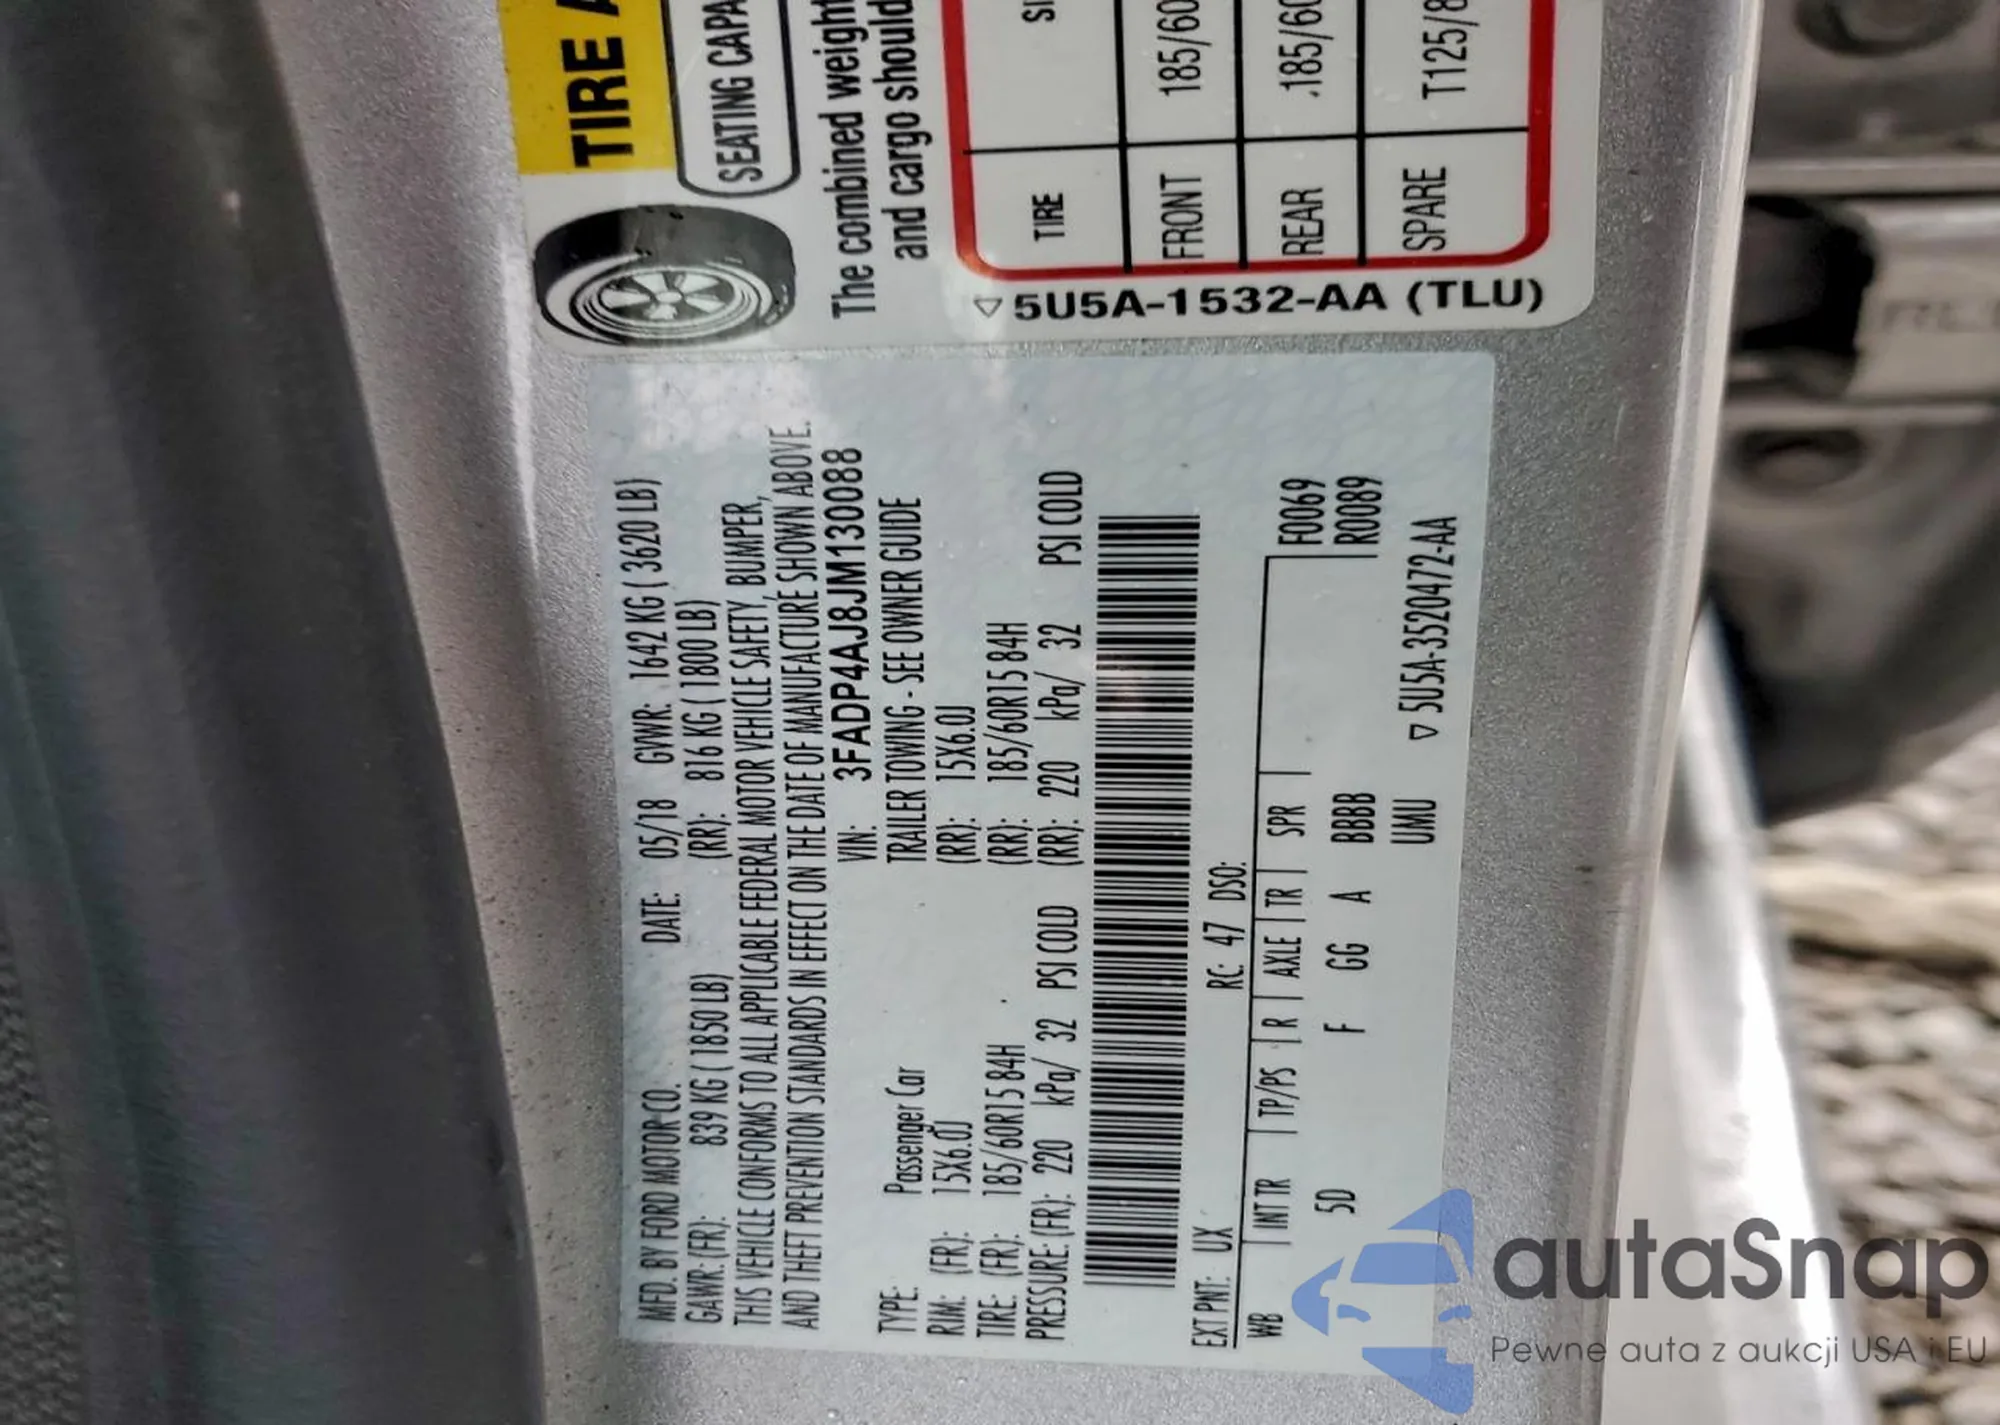 MFD. BY FORD MOTOR CO. DATE: 05/18 GVWR: 1642 KG ( 3620 LB)
GAWR: (FR): 839 KG ( 1850 LB) (RR): 816 KG ( 1800 LB)
THIS VEHICLE CONFORMS TO ALL APPLICABLE FEDERAL MOTOR VEHICLE SAFETY, BUMPER,
AND THEFT PREVENTION STANDARDS IN EFFECT ON THE DATE OF MANUFACTURE SHOWN ABOVE.
VIN: 3FADP4AJ8JM130088
TYPE: Passenger Car TRAILER TOWING - SEE OWNER GUIDE
RIM: (FR): 15X6.0J (RR): 15X6.0J
TIRE: (FR): 185/60R15 84H (RR): 185/60R15 84H
PRESSURE: (FR): 220 kPa/ 32 PSI COLD (RR): 220 kPa/ 32 PSI COLD
EXT PNT: UX RC: 47 DSO:
WB | INT TR | TP/PS | R | AXLE | TR | SPR | F0069
5D F GG A BBBB R0089
UMU ▽ 5U5A-3520472-AA
TIRE A
SEATING CAPA
The combined weight
and cargo should
TIRE SI
FRONT 185/60
REAR 185/60
SPARE T125/8
▽ 5U5A-1532-AA (TLU)
autaSnap
Pewne auta z aukcji USA i EU